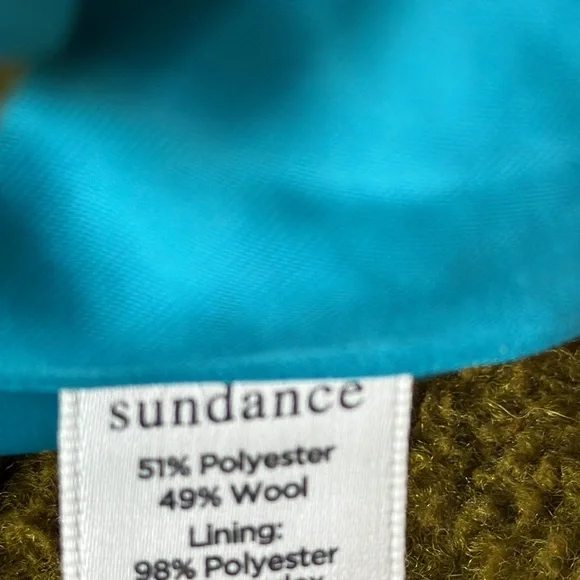 sundance
51% Polyester
49% Wool
Lining:
98% Polyester